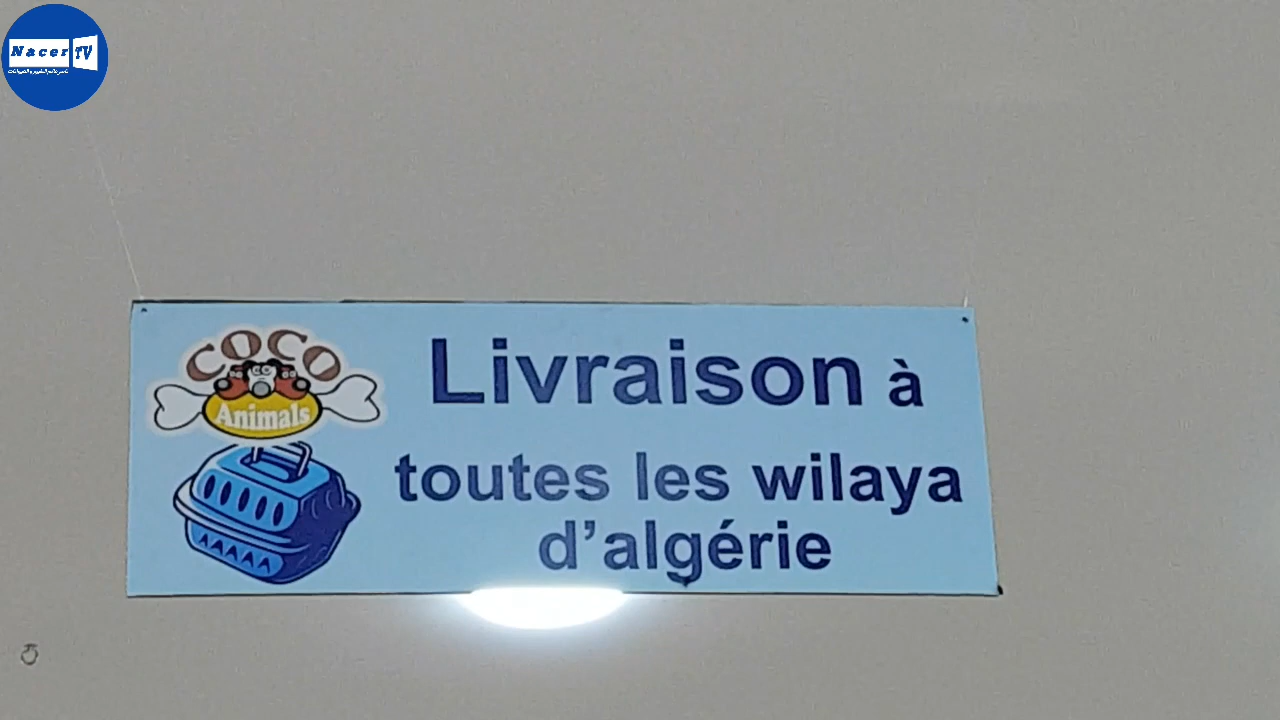 Nacer TV
COCO
Animals
Livraison à
toutes les wilaya
d'algérie